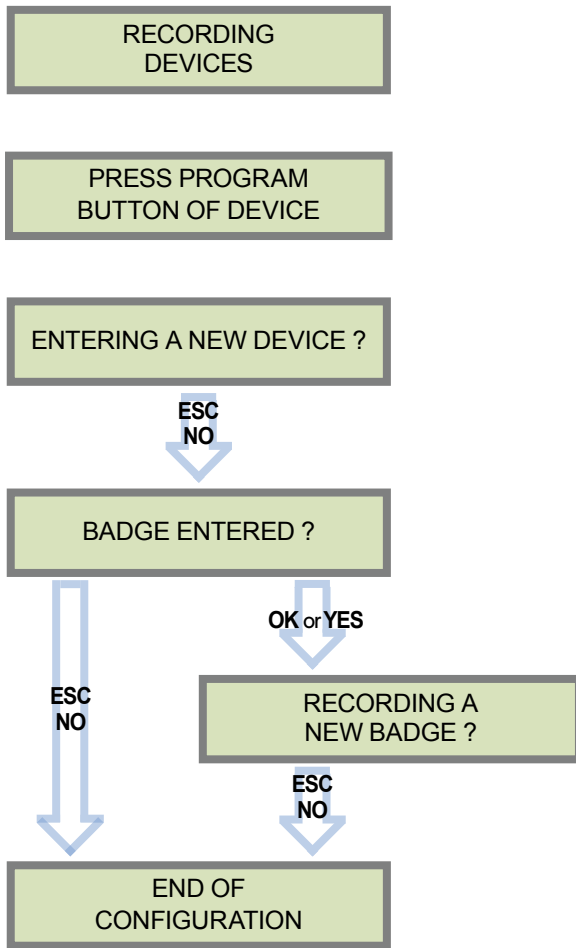 RECORDING
DEVICES
PRESS PROGRAM
BUTTON OF DEVICE
ENTERING A NEW DEVICE ?
ESC
NO
BADGE ENTERED ?
OK or YES
ESC
NO
RECORDING A
NEW BADGE ?
ESC
NO
END OF
CONFIGURATION